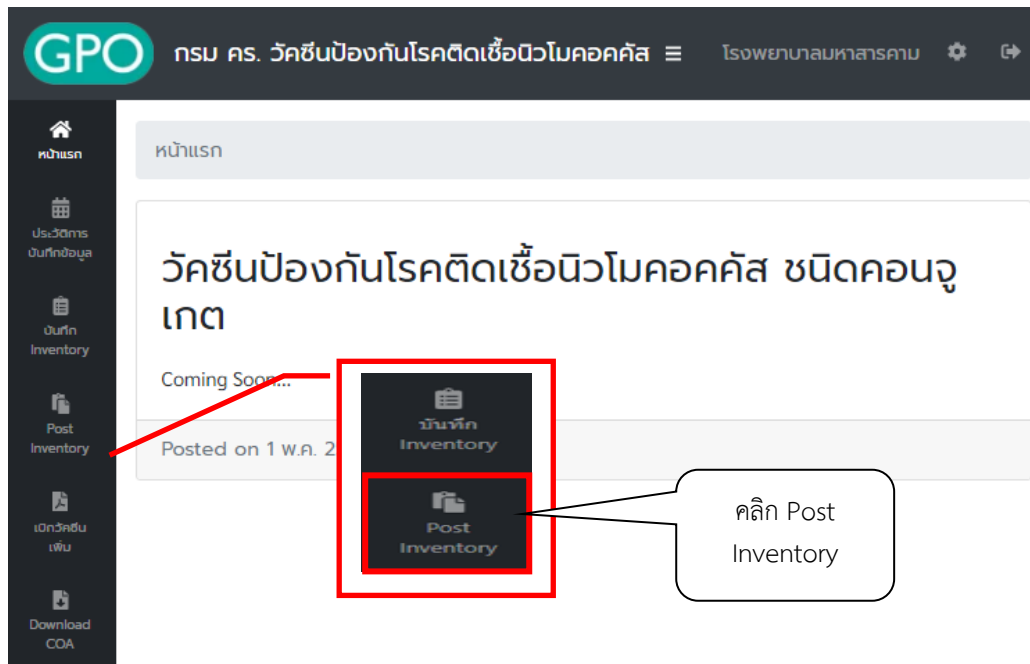 GPO กรม คร. วัคซีนป้องกันโรคติดเชื้อนิวโมคอคคัส โรงพยาบาลมหาสารคาม
หน้าแรก
ประวัติการ
บันทึกข้อมูล
บันทึก
Inventory
Post
Inventory
เบิกวัคซีน
เพิ่ม
Download
COA
หน้าแรก
วัคซีนป้องกันโรคติดเชื้อนิวโมคอคคัส ชนิดคอนจู
เกต
Coming Soon...
Posted on 1 พ.ค. 2
บันทึก
Inventory
Post
Inventory
คลิก Post
Inventory